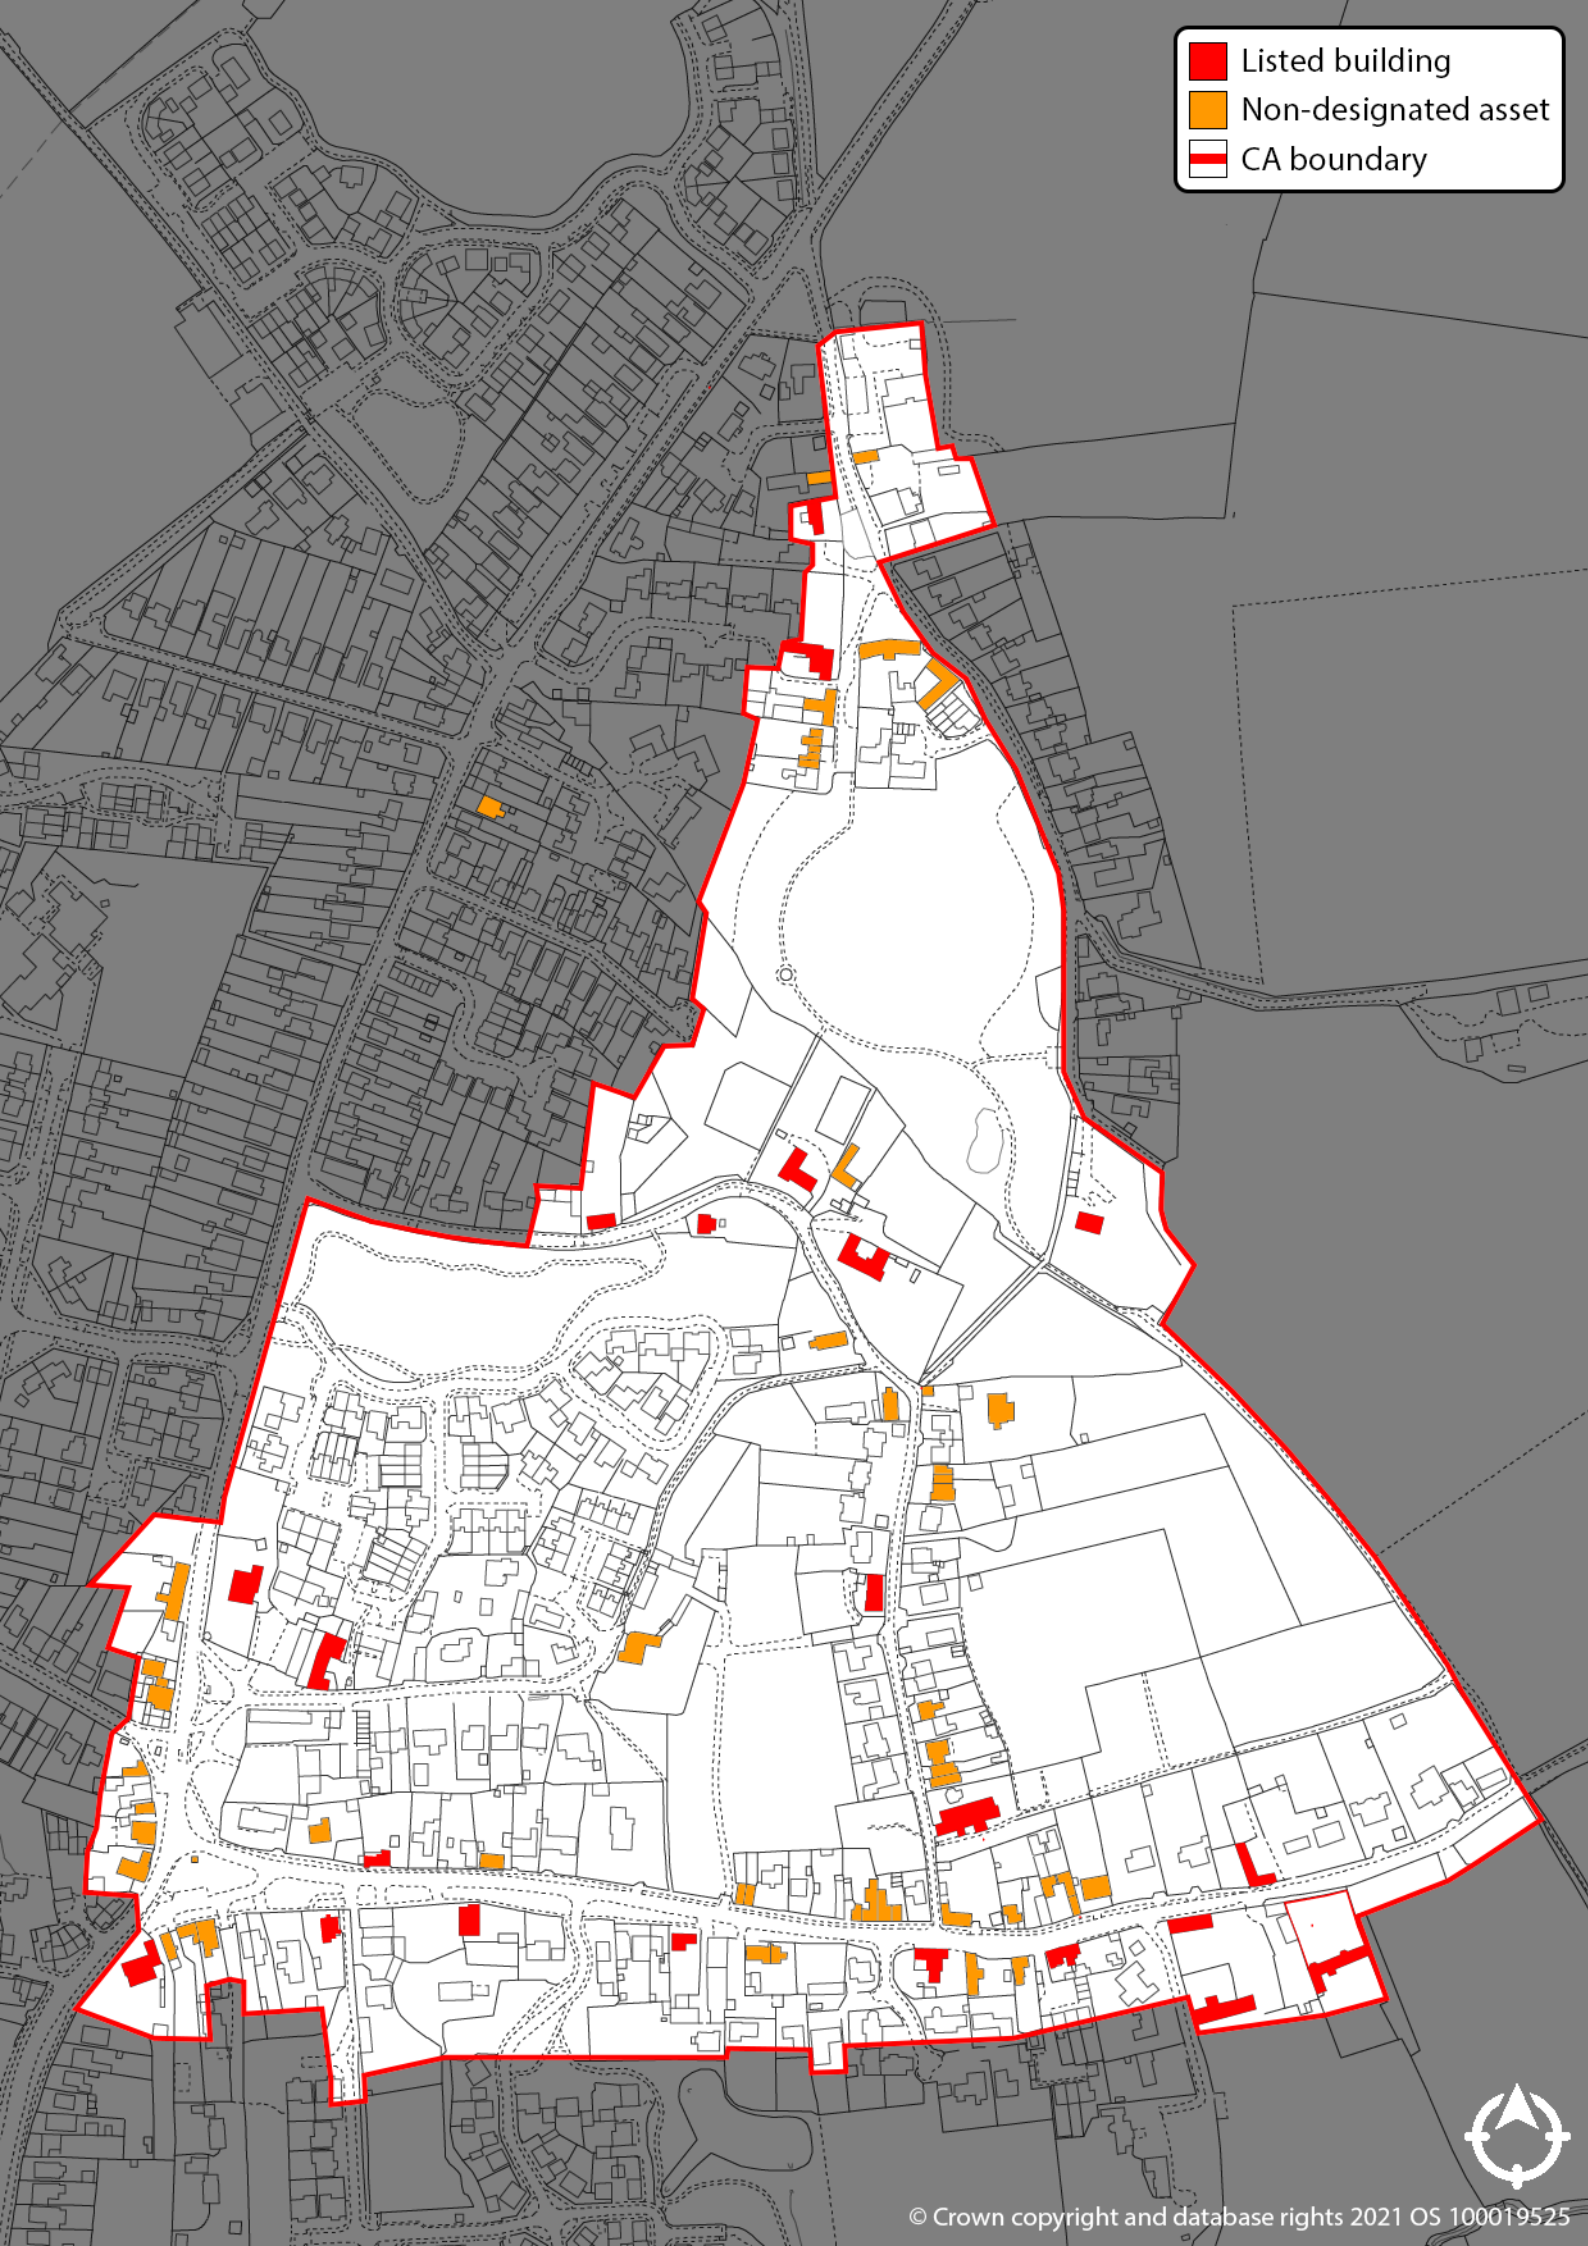 Listed building
Non-designated asset
CA boundary
© Crown copyright and database rights 2021 OS 100019525